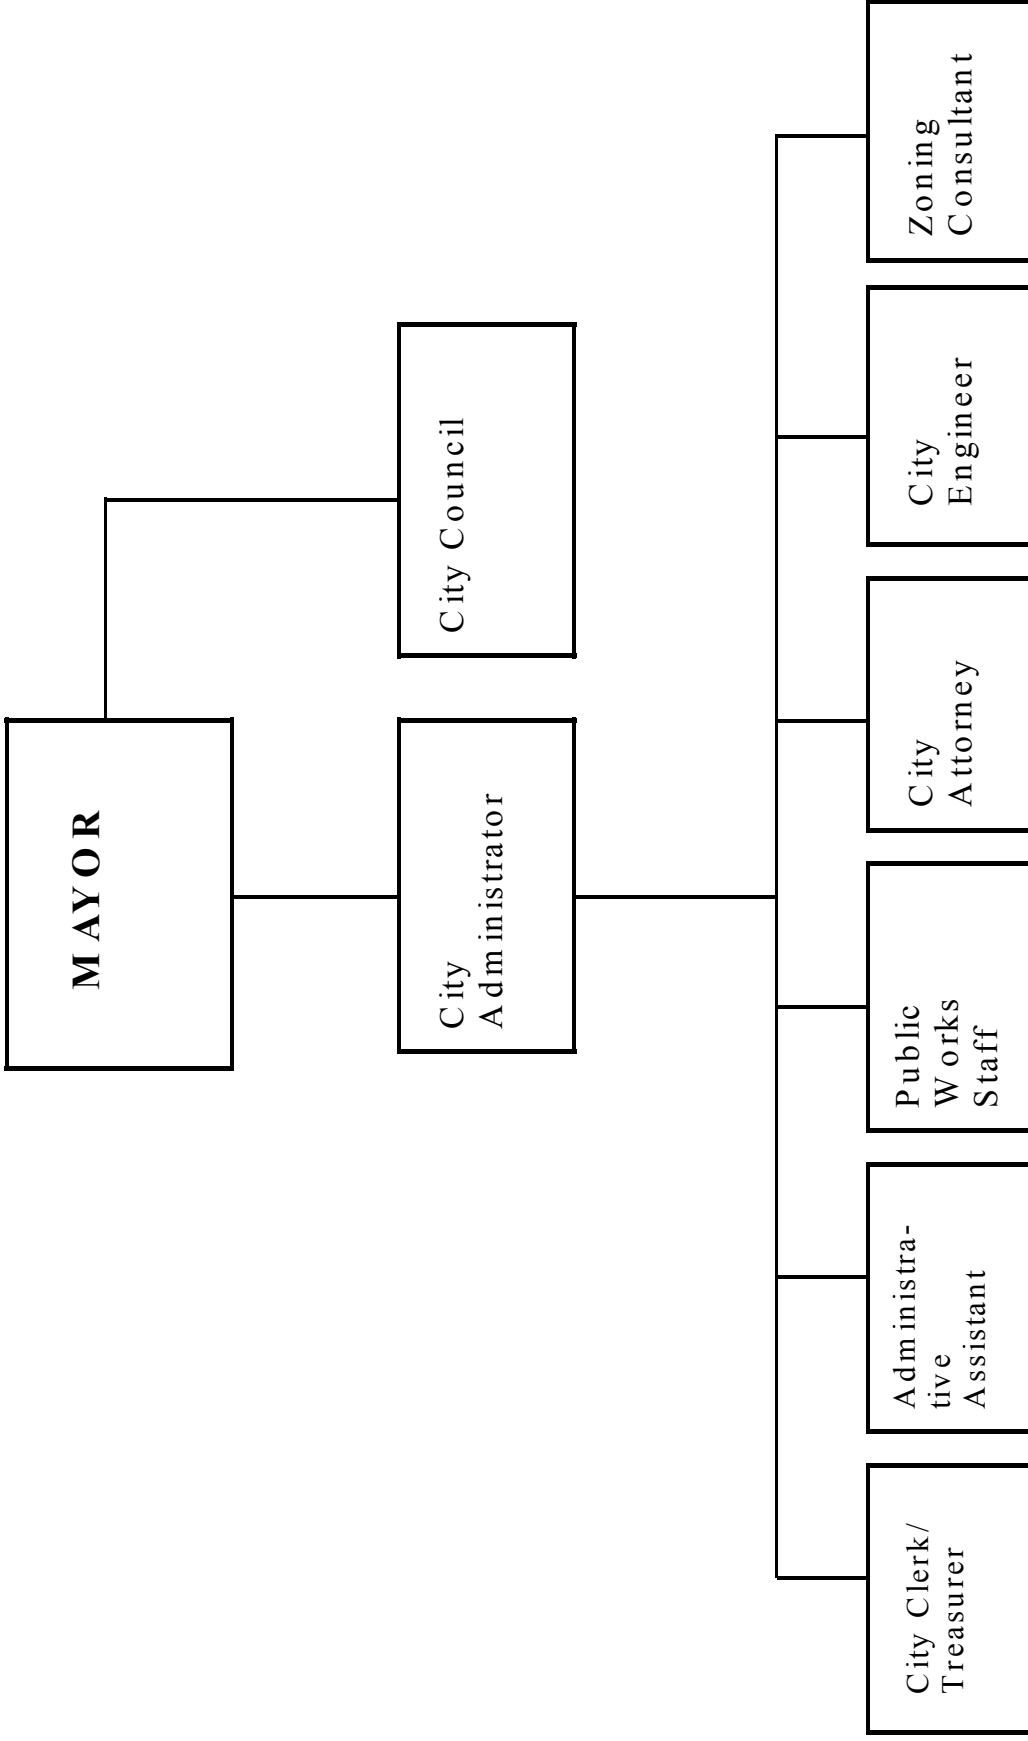 MAYOR
City
Administrator
City Council
City Clerk/
Treasurer
Administra-
tive
Assistant
Public
Works
Staff
City
Attorney
City
Engineer
Zoning
Consultant